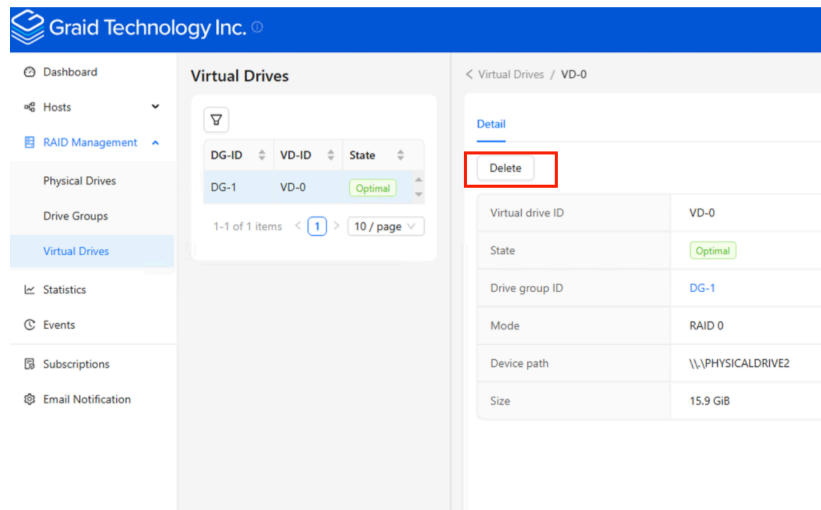 Graid Technology Inc.
Dashboard
Hosts
RAID Management
Physical Drives
Drive Groups
Virtual Drives
Statistics
Events
Subscriptions
Email Notification
Virtual Drives
DG-ID VD-ID State
DG-1 VD-0 Optimal
1-1 of 1 items < 1 > 10 / page
Virtual Drives / VD-0
Detail
Delete
Virtual drive ID VD-0
State Optimal
Drive group ID DG-1
Mode RAID 0
Device path \\.\PHYSICALDRIVE2
Size 15.9 GiB